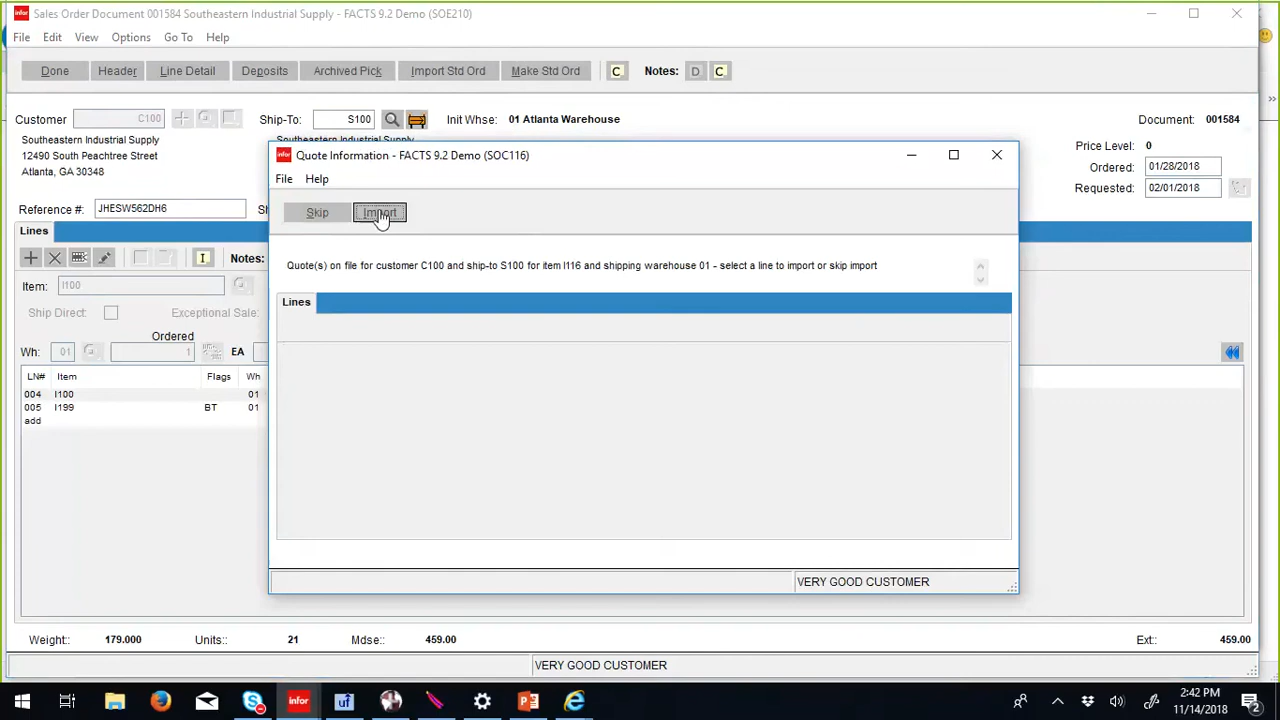 Sales Order Document 001584 Southeastern Industrial Supply - FACTS 9.2 Demo (SOE210)
File Edit View Options Go To Help
Done Header Line Detail Deposits Archived Pick Import Std Ord Make Std Ord C Notes: D C
Customer C100 Ship-To: S100 Init Whse: 01 Atlanta Warehouse Document: 001584
Southeastern Industrial Supply
12490 South Peachtree Street
Atlanta, GA 30348
Price Level: 0
Ordered: 01/28/2018
Requested: 02/01/2018
Reference #: JHESW562DH6
Lines
I Notes:
Item: I100
Ship Direct: Exceptional Sale:
Ordered
Wh: 01 1 EA
LN# Item Flags Wh
004 I100 01
005 I199 BT 01
add
infor Quote Information - FACTS 9.2 Demo (SOC116)
File Help
Skip Import
Quote(s) on file for customer C100 and ship-to S100 for item I116 and shipping warehouse 01 - select a line to import or skip import
Lines
VERY GOOD CUSTOMER
Weight:: 179.000 Units:: 21 Mdse:: 459.00 Ext:: 459.00
VERY GOOD CUSTOMER
infor uf
2:42 PM
11/14/2018
2